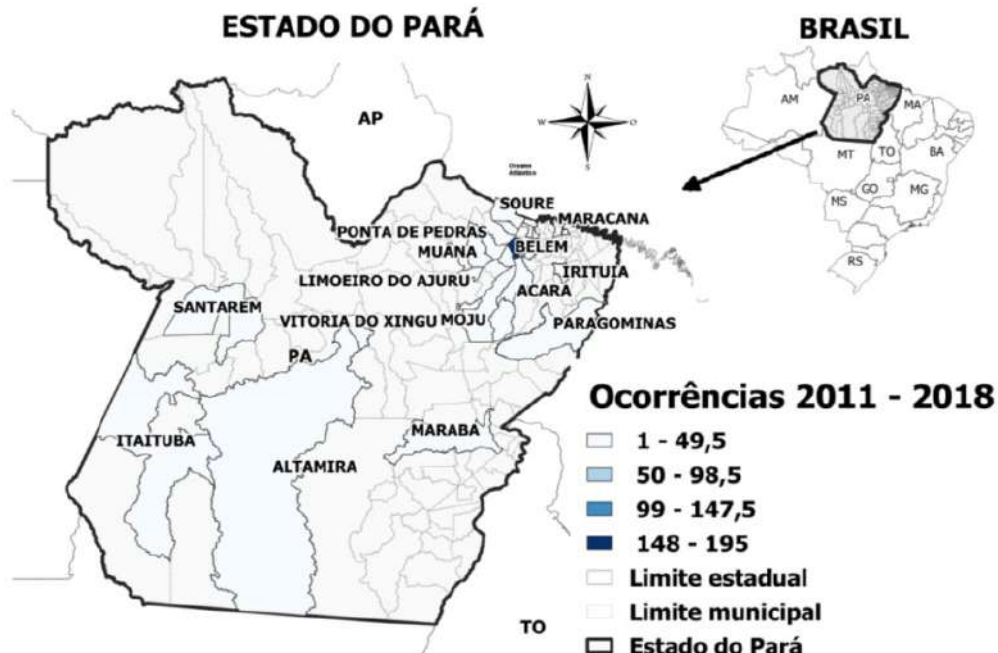 ESTADO DO PARÁ
BRASIL
AP
N
W
O
S
Oceano
Atlântico
AM
PA
MA
MT
TO
BA
GO
MS
MG
RS
SOURE
MARACANA
PONTA DE PEDRAS
BELEM
MUANA
IRITUIA
LIMOEIRO DO AJURU
ACARA
SANTAREM
VITORIA DO XINGU
MOJU
PARAGOMINAS
PA
MARABA
ITAITUBA
ALTAMIRA
TO
Ocorrências 2011 - 2018
1 - 49,5
50 - 98,5
99 - 147,5
148 - 195
Limite estadual
Limite municipal
Estado do Pará